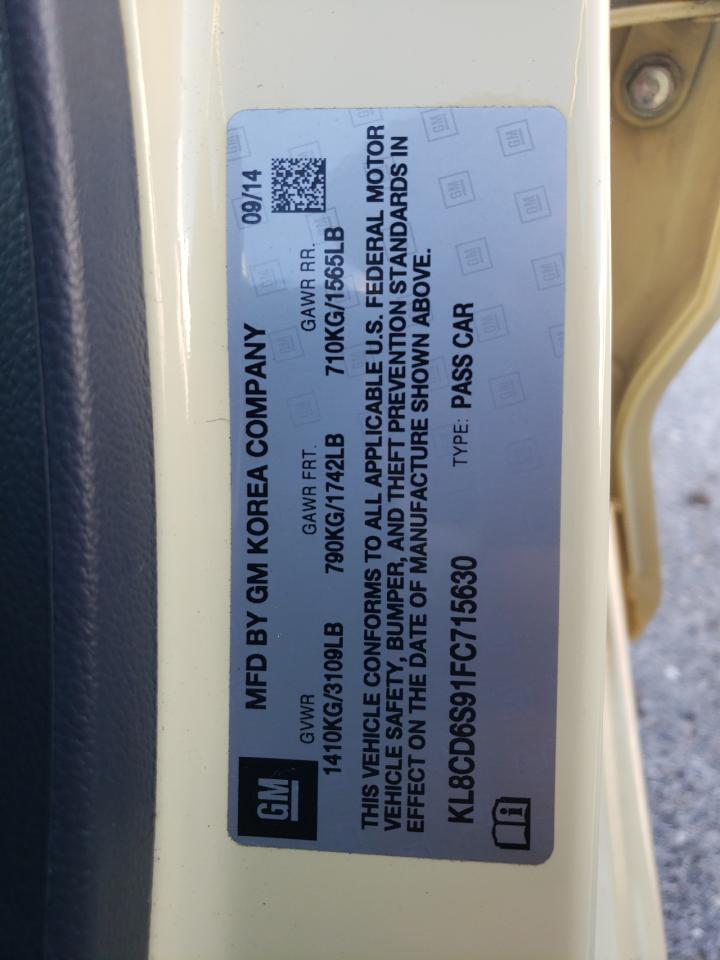 GM
MFD BY GM KOREA COMPANY 09/14
GVWR GAWR FRT. GAWR RR.
1410KG/3109LB 790KG/1742LB 710KG/1565LB
THIS VEHICLE CONFORMS TO ALL APPLICABLE U.S. FEDERAL MOTOR
VEHICLE SAFETY, BUMPER, AND THEFT PREVENTION STANDARDS IN
EFFECT ON THE DATE OF MANUFACTURE SHOWN ABOVE.
KL8CD6S91FC715630 TYPE: PASS CAR